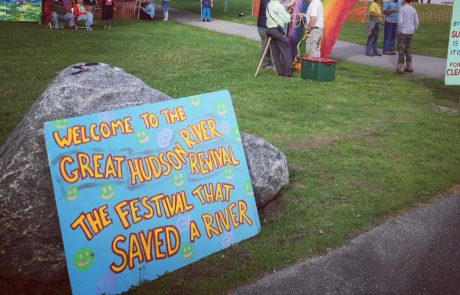 WELCOME TO THE
GREAT HUDSON RIVER REVIVAL
THE FESTIVAL THAT
SAVED A RIVER